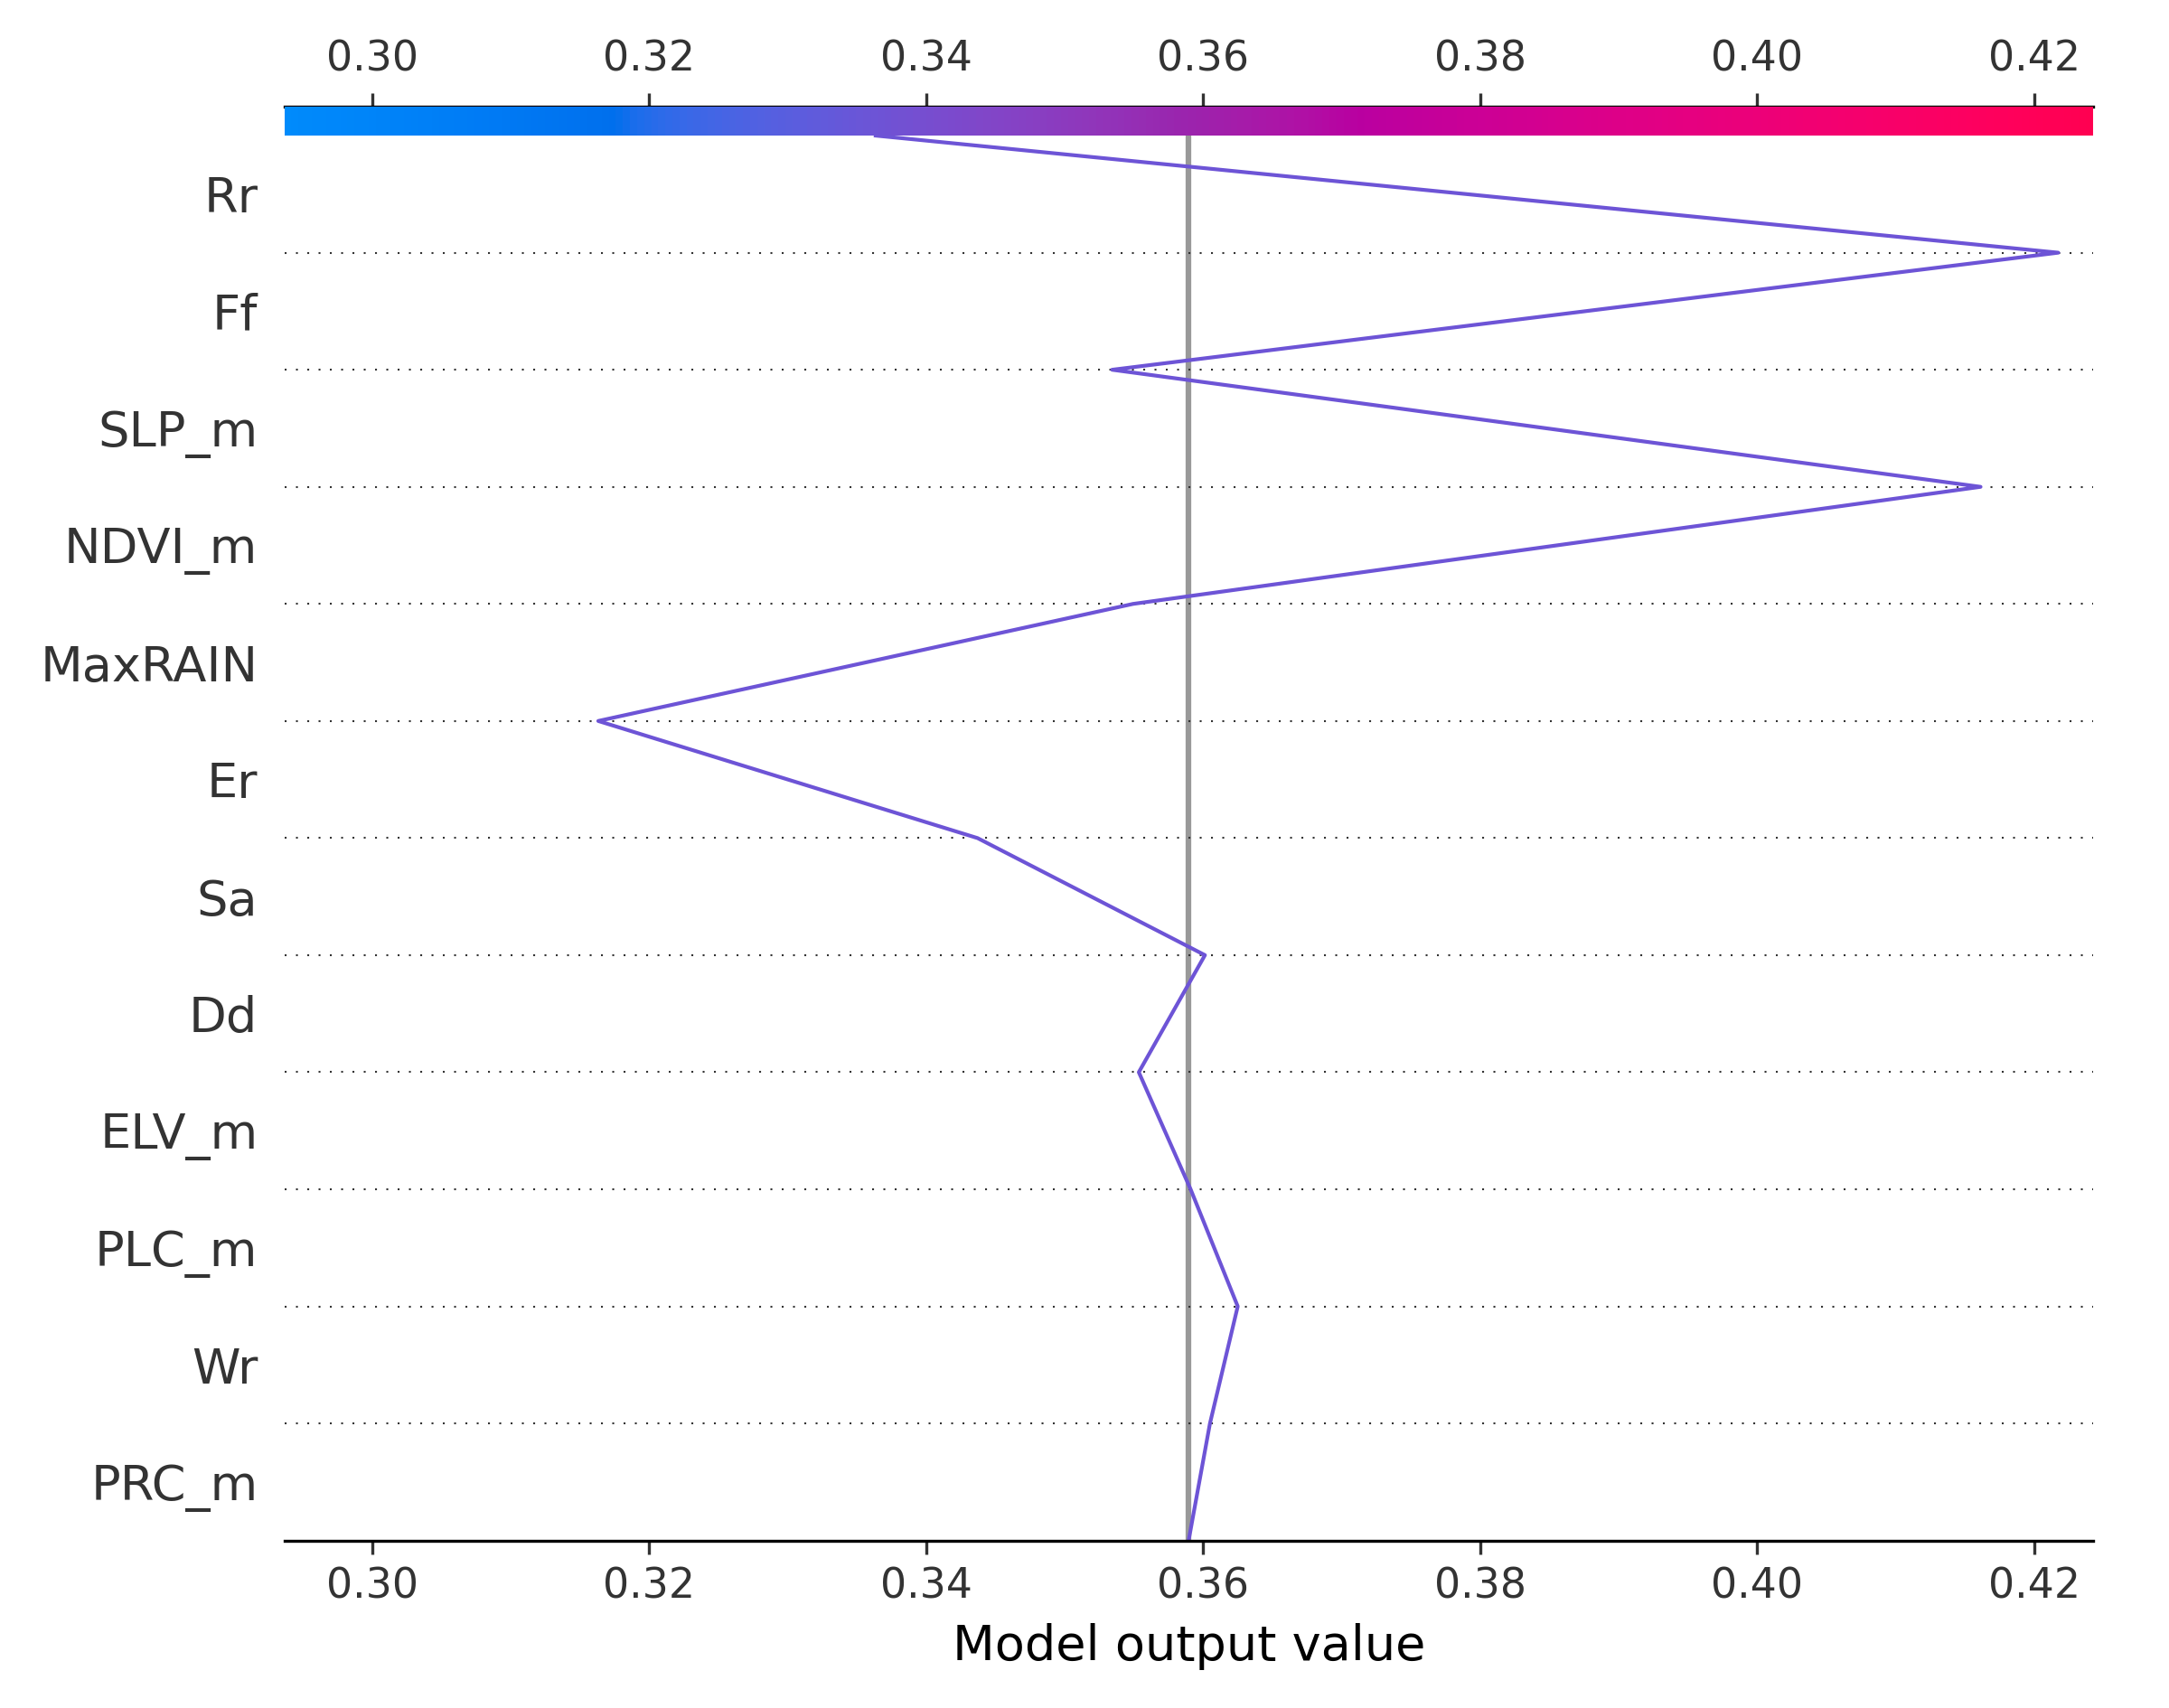 0.30 0.32 0.34 0.36 0.38 0.40 0.42
Rr
Ff
SLP_m
NDVI_m
MaxRAIN
Er
Sa
Dd
ELV_m
PLC_m
Wr
PRC_m
0.30 0.32 0.34 0.36 0.38 0.40 0.42
Model output value